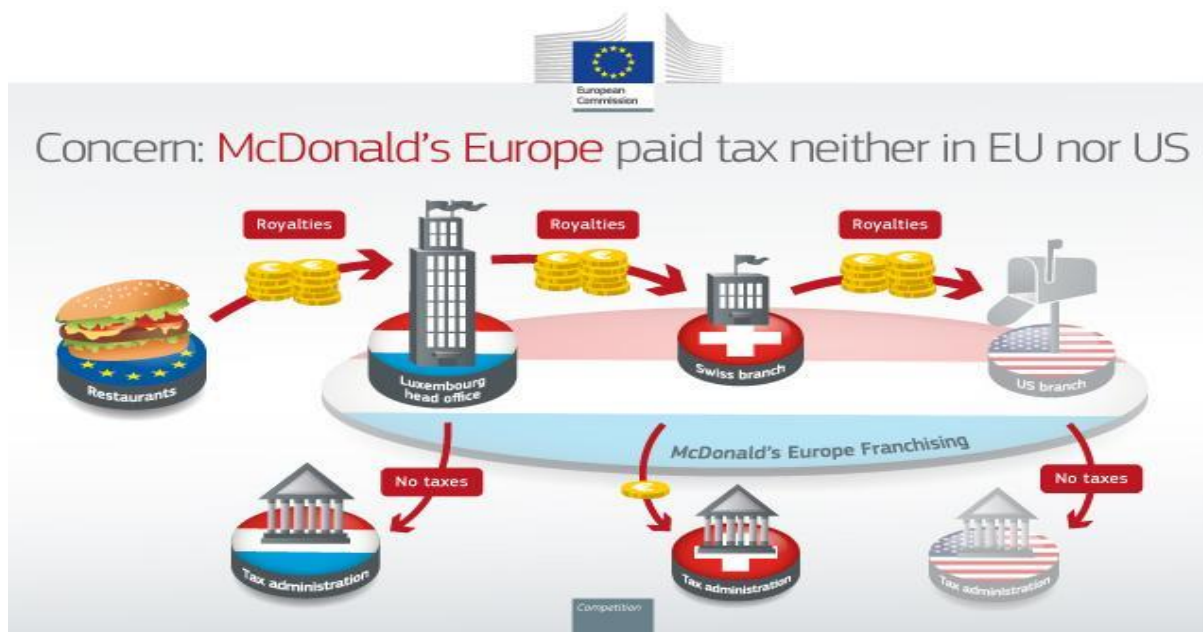 European
Commission
Concern: McDonald's Europe paid tax neither in EU nor US
Royalties
Royalties
Royalties
Restaurants
Luxembourg
head office
Swiss branch
US branch
McDonald's Europe Franchising
No taxes
No taxes
Tax administration
Tax administration
Tax administration
Competition